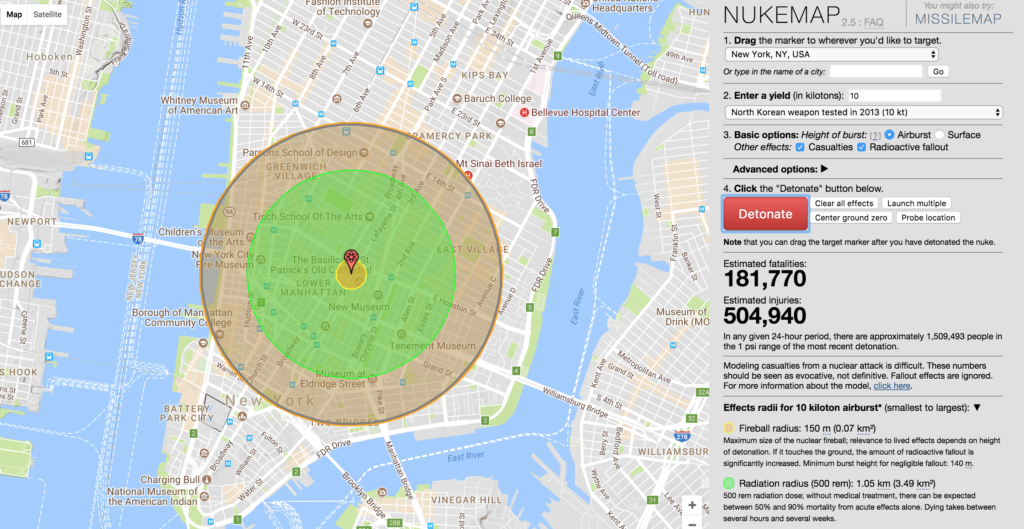 Map Satellite
Fashion Institute
of Technology
Headquarters
Hoboken
Queens Midtown Tunnel (Toll road)
KIPS BAY
Whitney Museum
of American Art
Baruch College
Bellevue Hospital Center
E 23rd St
GRAMERCY PARK
Parsons School of Design
Mt Sinai Beth Israel
GREENWICH
VILLAGE
FDR Drive
NEWPORT
Tisch School Of The Arts
Lafayette St
Children's Museum
of the Arts
New York City
Fire Museum
EAST VILLAGE
The Basilica of St
Patrick's Old Cathedral
LOWER
MANHATTAN
New Museum
E Houston St
Avenue C
Avenue D
East River
Borough of Manhattan
Community College
Tenement Museum
Museum of
Drink (MO
Museum at
Eldridge Street
New York
BATTERY
PARK CITY
TWO BRIDGES
FDR Drive
Williamsburg Bridge
Metropolitan Ave
East River
Manhattan Bridge
Bedford Ave
WILLIAMSBURG
Charging Bull
National Museum of
the American Indian
VINEGAR HILL
278
NUKEMAP 2.5 : FAQ
You might also try:
MISSILEMAP
1. Drag the marker to wherever you'd like to target.
New York, NY, USA
Or type in the name of a city: Go
2. Enter a yield (in kilotons): 10
North Korean weapon tested in 2013 (10 kt)
3. Basic options: Height of burst: [?] Airburst Surface
Other effects: Casualties Radioactive fallout
Advanced options:
4. Click the "Detonate" button below.
Detonate
Clear all effects Launch multiple
Center ground zero Probe location
Note that you can drag the target marker after you have detonated the nuke.
Estimated fatalities:
181,770
Estimated injuries:
504,940
In any given 24-hour period, there are approximately 1,509,493 people in
the 1 psi range of the most recent detonation.
Modeling casualties from a nuclear attack is difficult. These numbers
should be seen as evocative, not definitive. Fallout effects are ignored.
For more information about the model, click here.
Effects radii for 10 kiloton airburst* (smallest to largest): ▼
Fireball radius: 150 m (0.07 km²)
Maximum size of the nuclear fireball; relevance to lived effects depends on height
of detonation. If it touches the ground, the amount of radioactive fallout is
significantly increased. Minimum burst height for negligible fallout: 140 m.
Radiation radius (500 rem): 1.05 km (3.49 km²)
500 rem radiation dose; without medical treatment, there can be expected
between 50% and 90% mortality from acute effects alone. Dying takes between
several hours and several weeks.